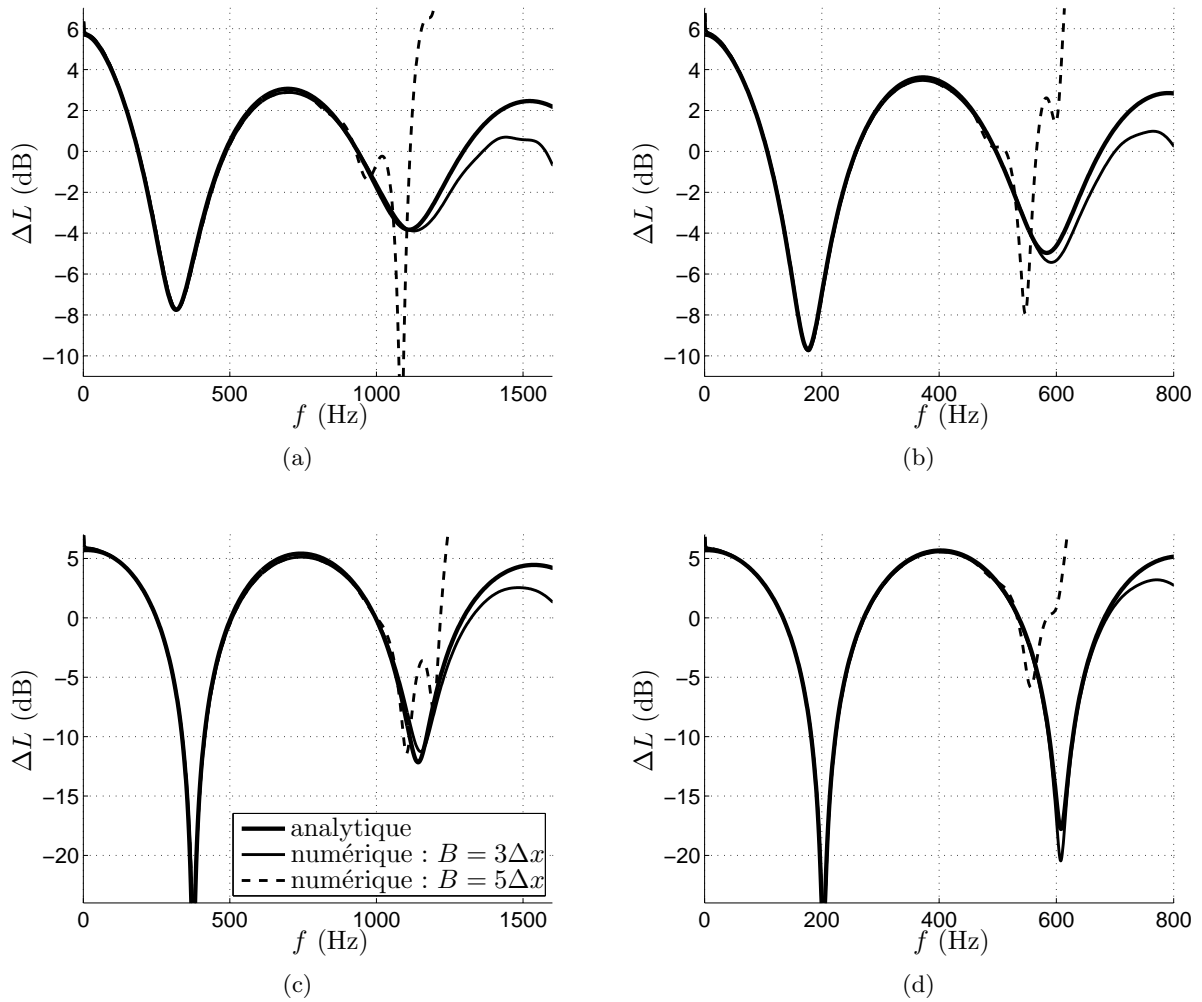 6
4
2
0
−2
−4
−6
−8
−10
ΔL (dB)
0 500 1000 1500
f (Hz)
(a)
6
4
2
0
−2
−4
−6
−8
−10
ΔL (dB)
0 200 400 600 800
f (Hz)
(b)
5
0
−5
−10
−15
−20
ΔL (dB)
analytique
numérique : B = 3Δx
numérique : B = 5Δx
0 500 1000 1500
f (Hz)
(c)
5
0
−5
−10
−15
−20
ΔL (dB)
0 200 400 600 800
f (Hz)
(d)